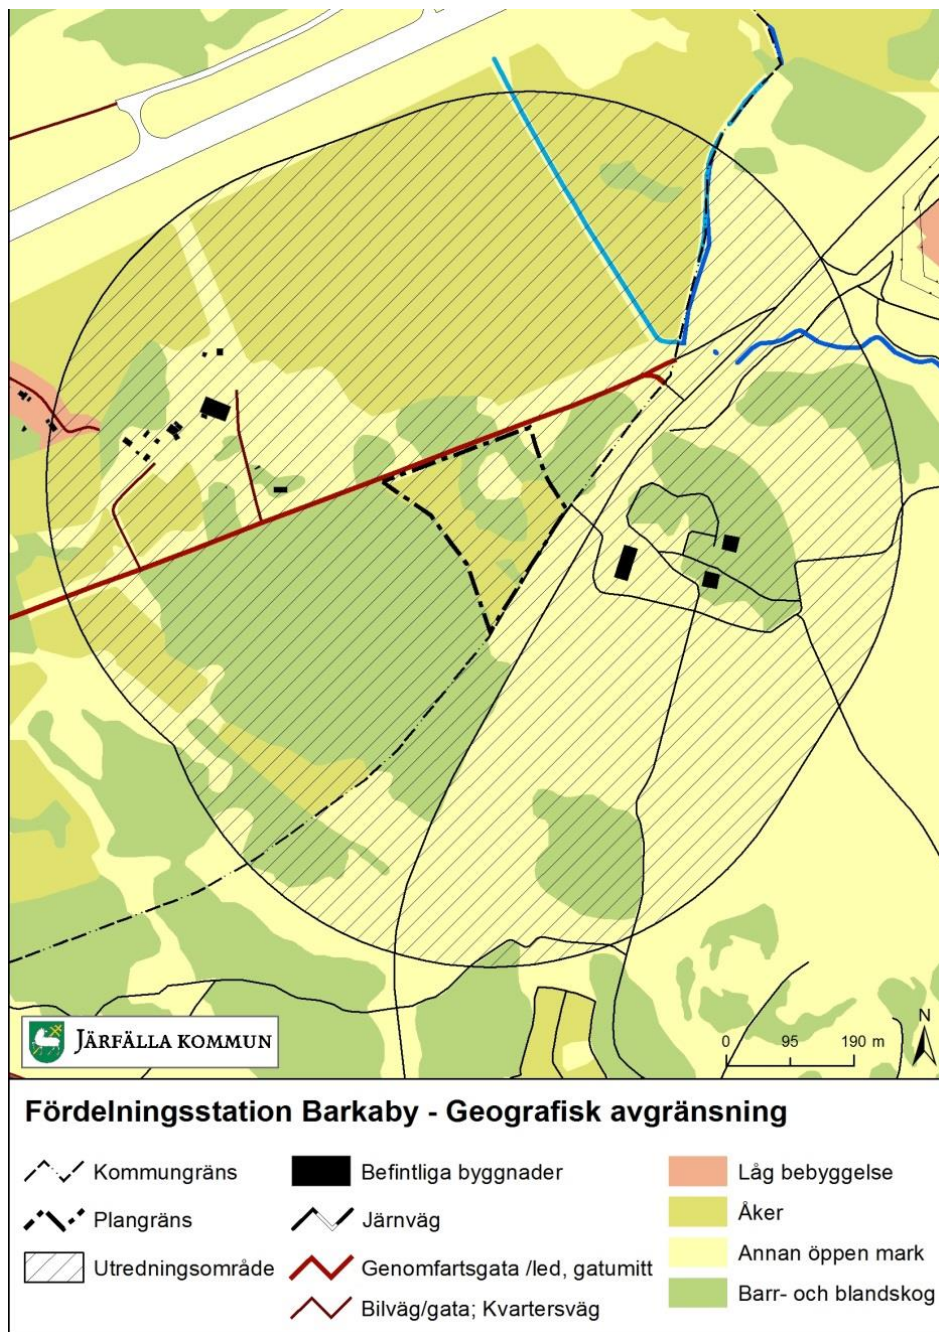 JÄRFÄLLA KOMMUN
N
0 95 190 m
Fördelningsstation Barkaby - Geografisk avgränsning
Kommungräns
Plangräns
Utredningsområde
Befintliga byggnader
Järnväg
Genomfartsgata /led, gatumitt
Bilväg/gata; Kvartersväg
Låg bebyggelse
Åker
Annan öppen mark
Barr- och blandskog